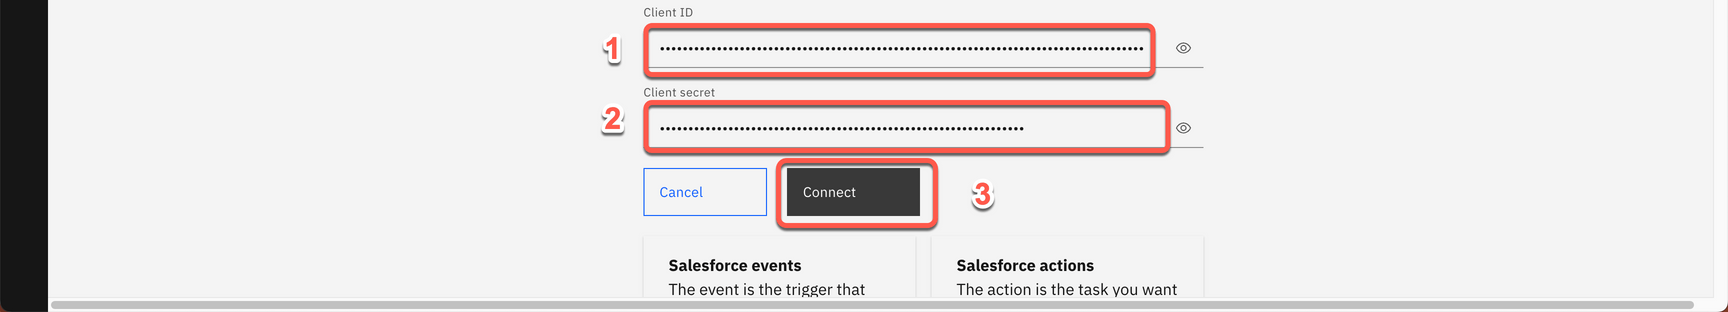 Client ID
1
••••••••••••••••••••••••••••••••••••••••••••••••••••••••••••••••••••••••••••••••••••
Client secret
2
••••••••••••••••••••••••••••••••••••••••••••••••••••••••••••••••
Cancel
Connect
3
Salesforce events
The event is the trigger that
Salesforce actions
The action is the task you want